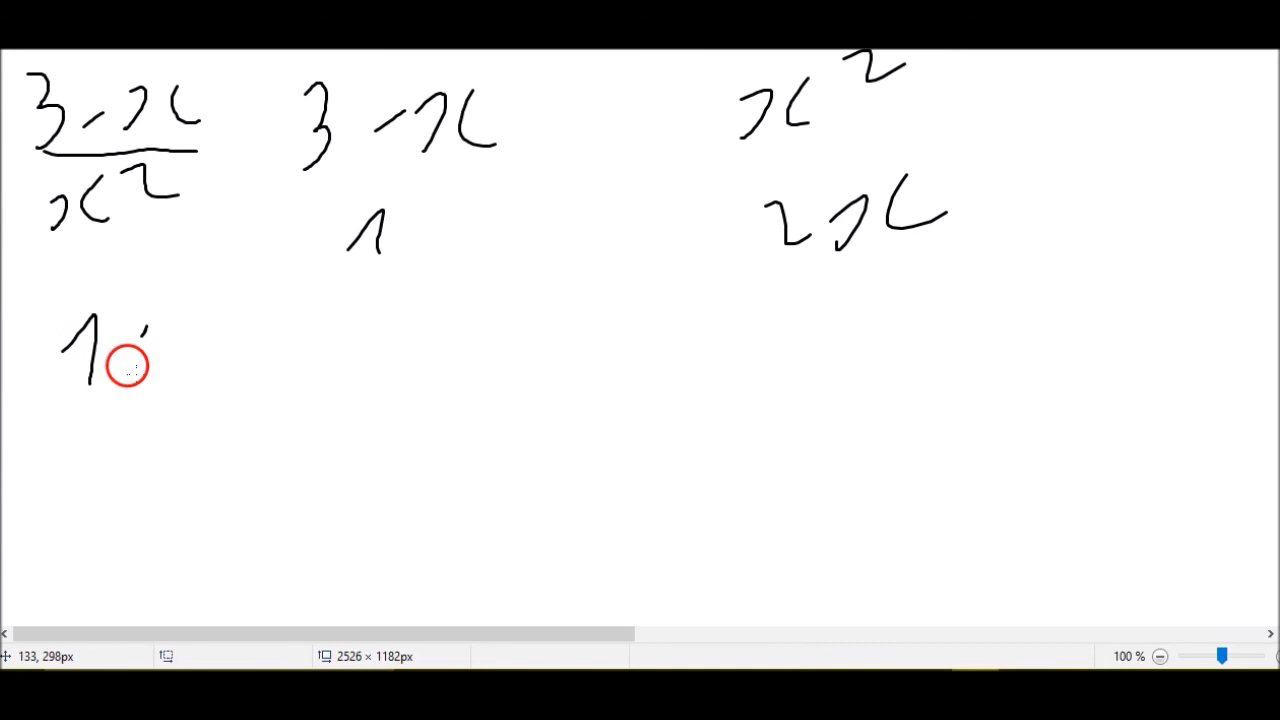 3-x 3-x x²
x² 1 2x
1
133, 298px 2526 × 1182px 100 %